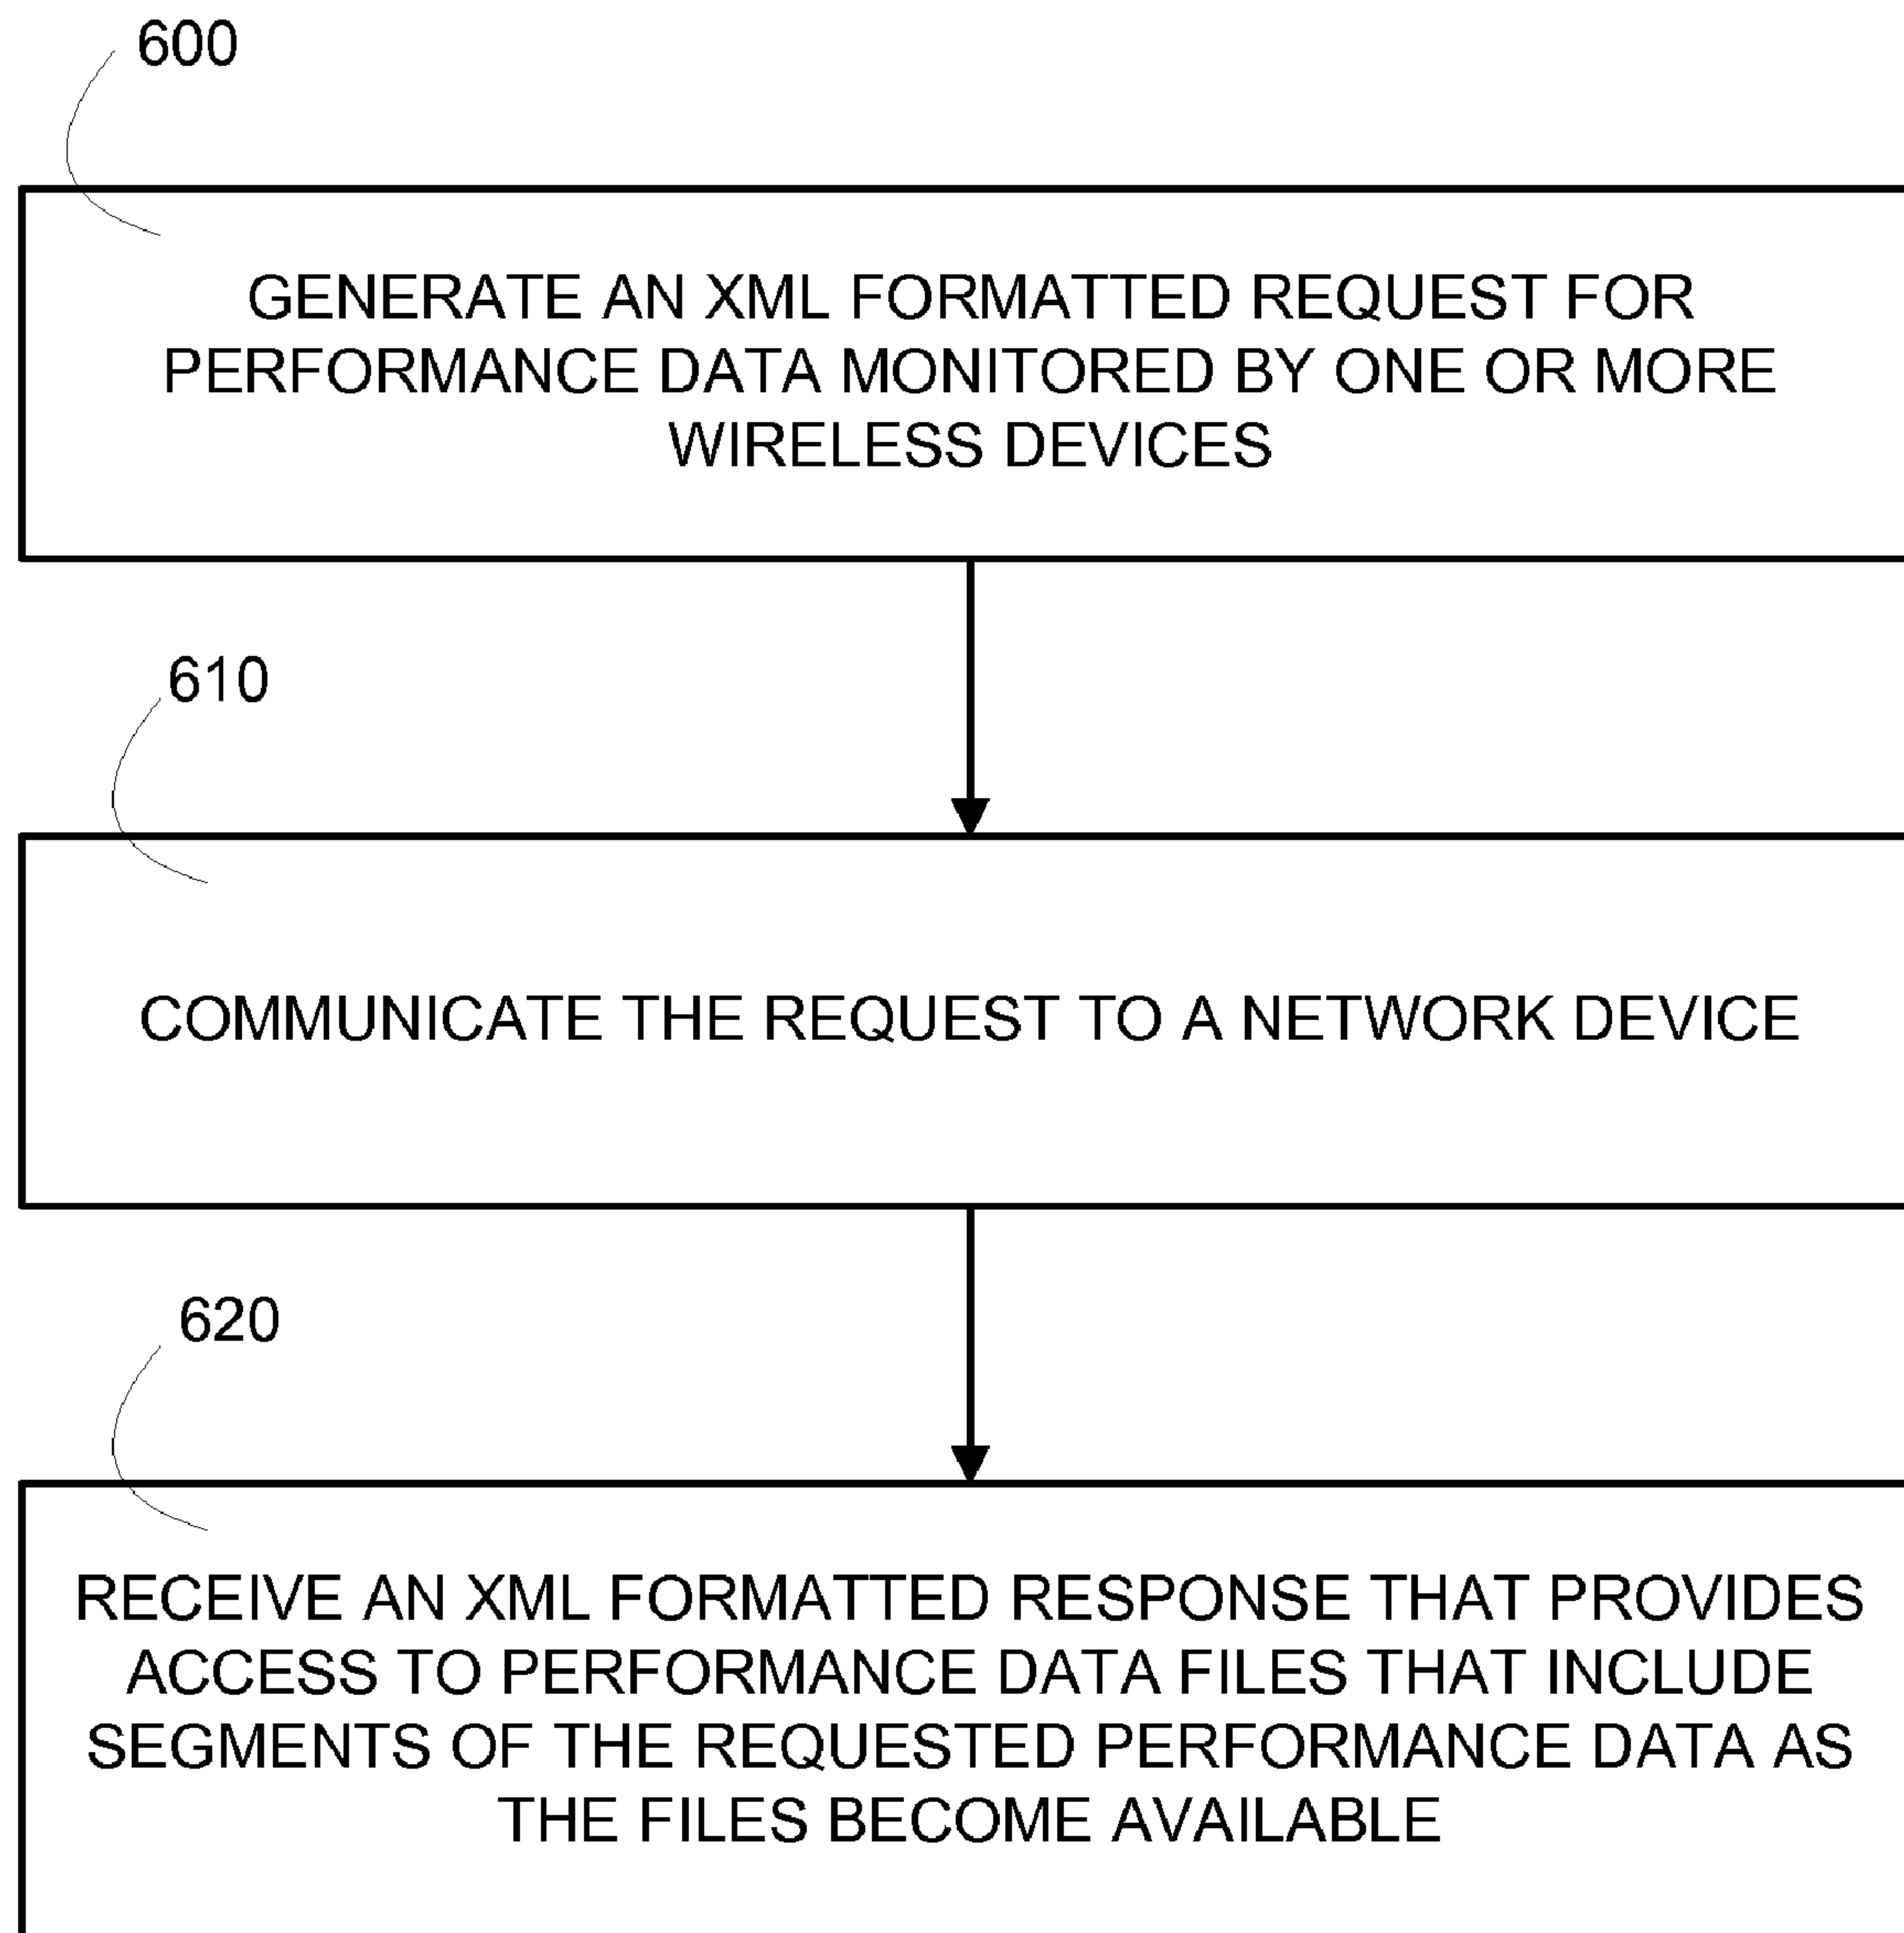 600
GENERATE AN XML FORMATTED REQUEST FOR
PERFORMANCE DATA MONITORED BY ONE OR MORE
WIRELESS DEVICES
610
COMMUNICATE THE REQUEST TO A NETWORK DEVICE
620
RECEIVE AN XML FORMATTED RESPONSE THAT PROVIDES
ACCESS TO PERFORMANCE DATA FILES THAT INCLUDE
SEGMENTS OF THE REQUESTED PERFORMANCE DATA AS
THE FILES BECOME AVAILABLE